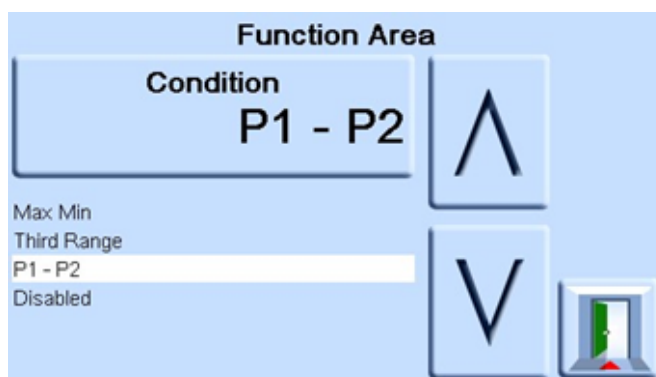 Function Area
Condition
P1 - P2
Max Min
Third Range
P1 - P2
Disabled